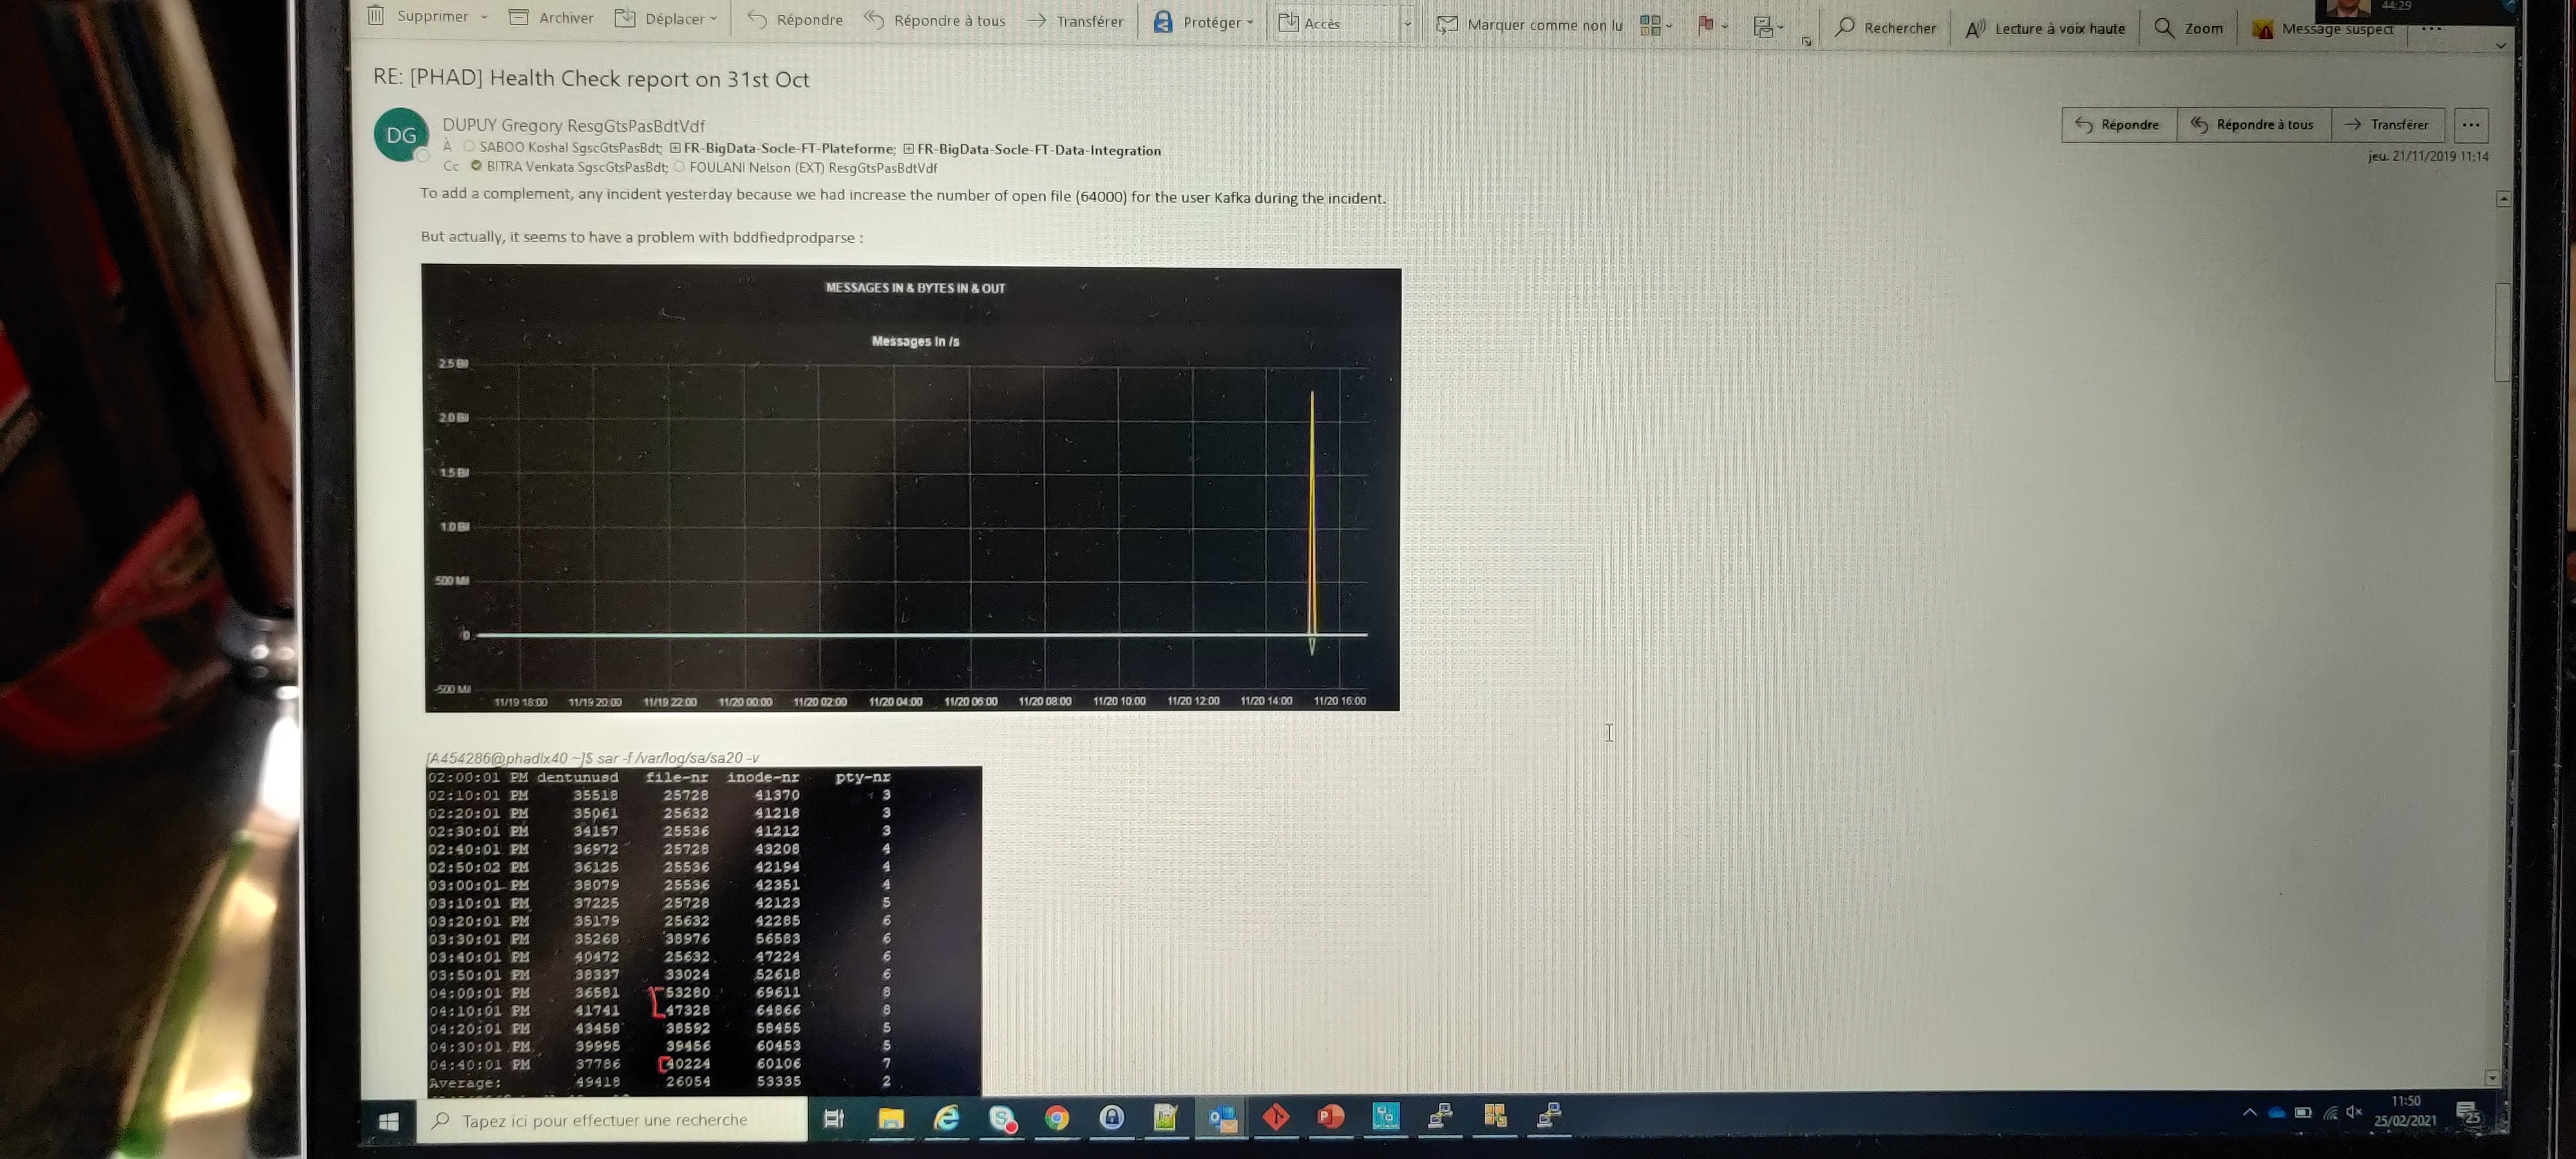 44:29
Supprimer Archiver Déplacer Répondre Répondre à tous Transférer Protéger Accès Marquer comme non lu Rechercher Lecture à voix haute Zoom Message suspect ...
RE: [PHAD] Health Check report on 31st Oct
DG
DUPUY Gregory ResgGtsPasBdtVdf
À SABOO Koshal SgscGtsPasBdt; FR-BigData-Socle-FT-Plateforme; FR-BigData-Socle-FT-Data-Integration
Cc BITRA Venkata SgscGtsPasBdt; FOULANI Nelson (EXT) ResgGtsPasBdtVdf
Répondre Répondre à tous Transférer ...
jeu. 21/11/2019 11:14
To add a complement, any incident yesterday because we had increase the number of open file (64000) for the user Kafka during the incident.
But actually, it seems to have a problem with bddfiedprodparse :
MESSAGES IN & BYTES IN & OUT
Messages In /s
2.5 Bil
2.0 Bil
1.5 Bil
1.0 Bil
500 Mil
0
-500 Mil
11/19 18:00 11/19 20:00 11/19 22:00 11/20 00:00 11/20 02:00 11/20 04:00 11/20 06:00 11/20 08:00 11/20 10:00 11/20 12:00 11/20 14:00 11/20 16:00
[A454286@phadlx40 ~]$ sar -f /var/log/sa/sa20 -v
02:00:01 PM dentunusd file-nr inode-nr pty-nr
02:10:01 PM 35518 25728 41370 3
02:20:01 PM 35061 25632 41218 3
02:30:01 PM 34157 25536 41212 3
02:40:01 PM 36972 25728 43208 4
02:50:02 PM 36125 25536 42194 4
03:00:01 PM 38079 25536 42351 4
03:10:01 PM 37225 25728 42123 5
03:20:01 PM 35179 25632 42285 6
03:30:01 PM 35268 38976 56583 6
03:40:01 PM 40472 25632 47224 6
03:50:01 PM 38337 33024 52618 6
04:00:01 PM 36581 53280 69611 8
04:10:01 PM 41741 47328 64866 8
04:20:01 PM 43458 38592 58455 5
04:30:01 PM 39995 39456 60453 5
04:40:01 PM 37786 40224 60106 7
Average: 49418 26054 53335 2
Tapez ici pour effectuer une recherche
11:50
25/02/2021
25